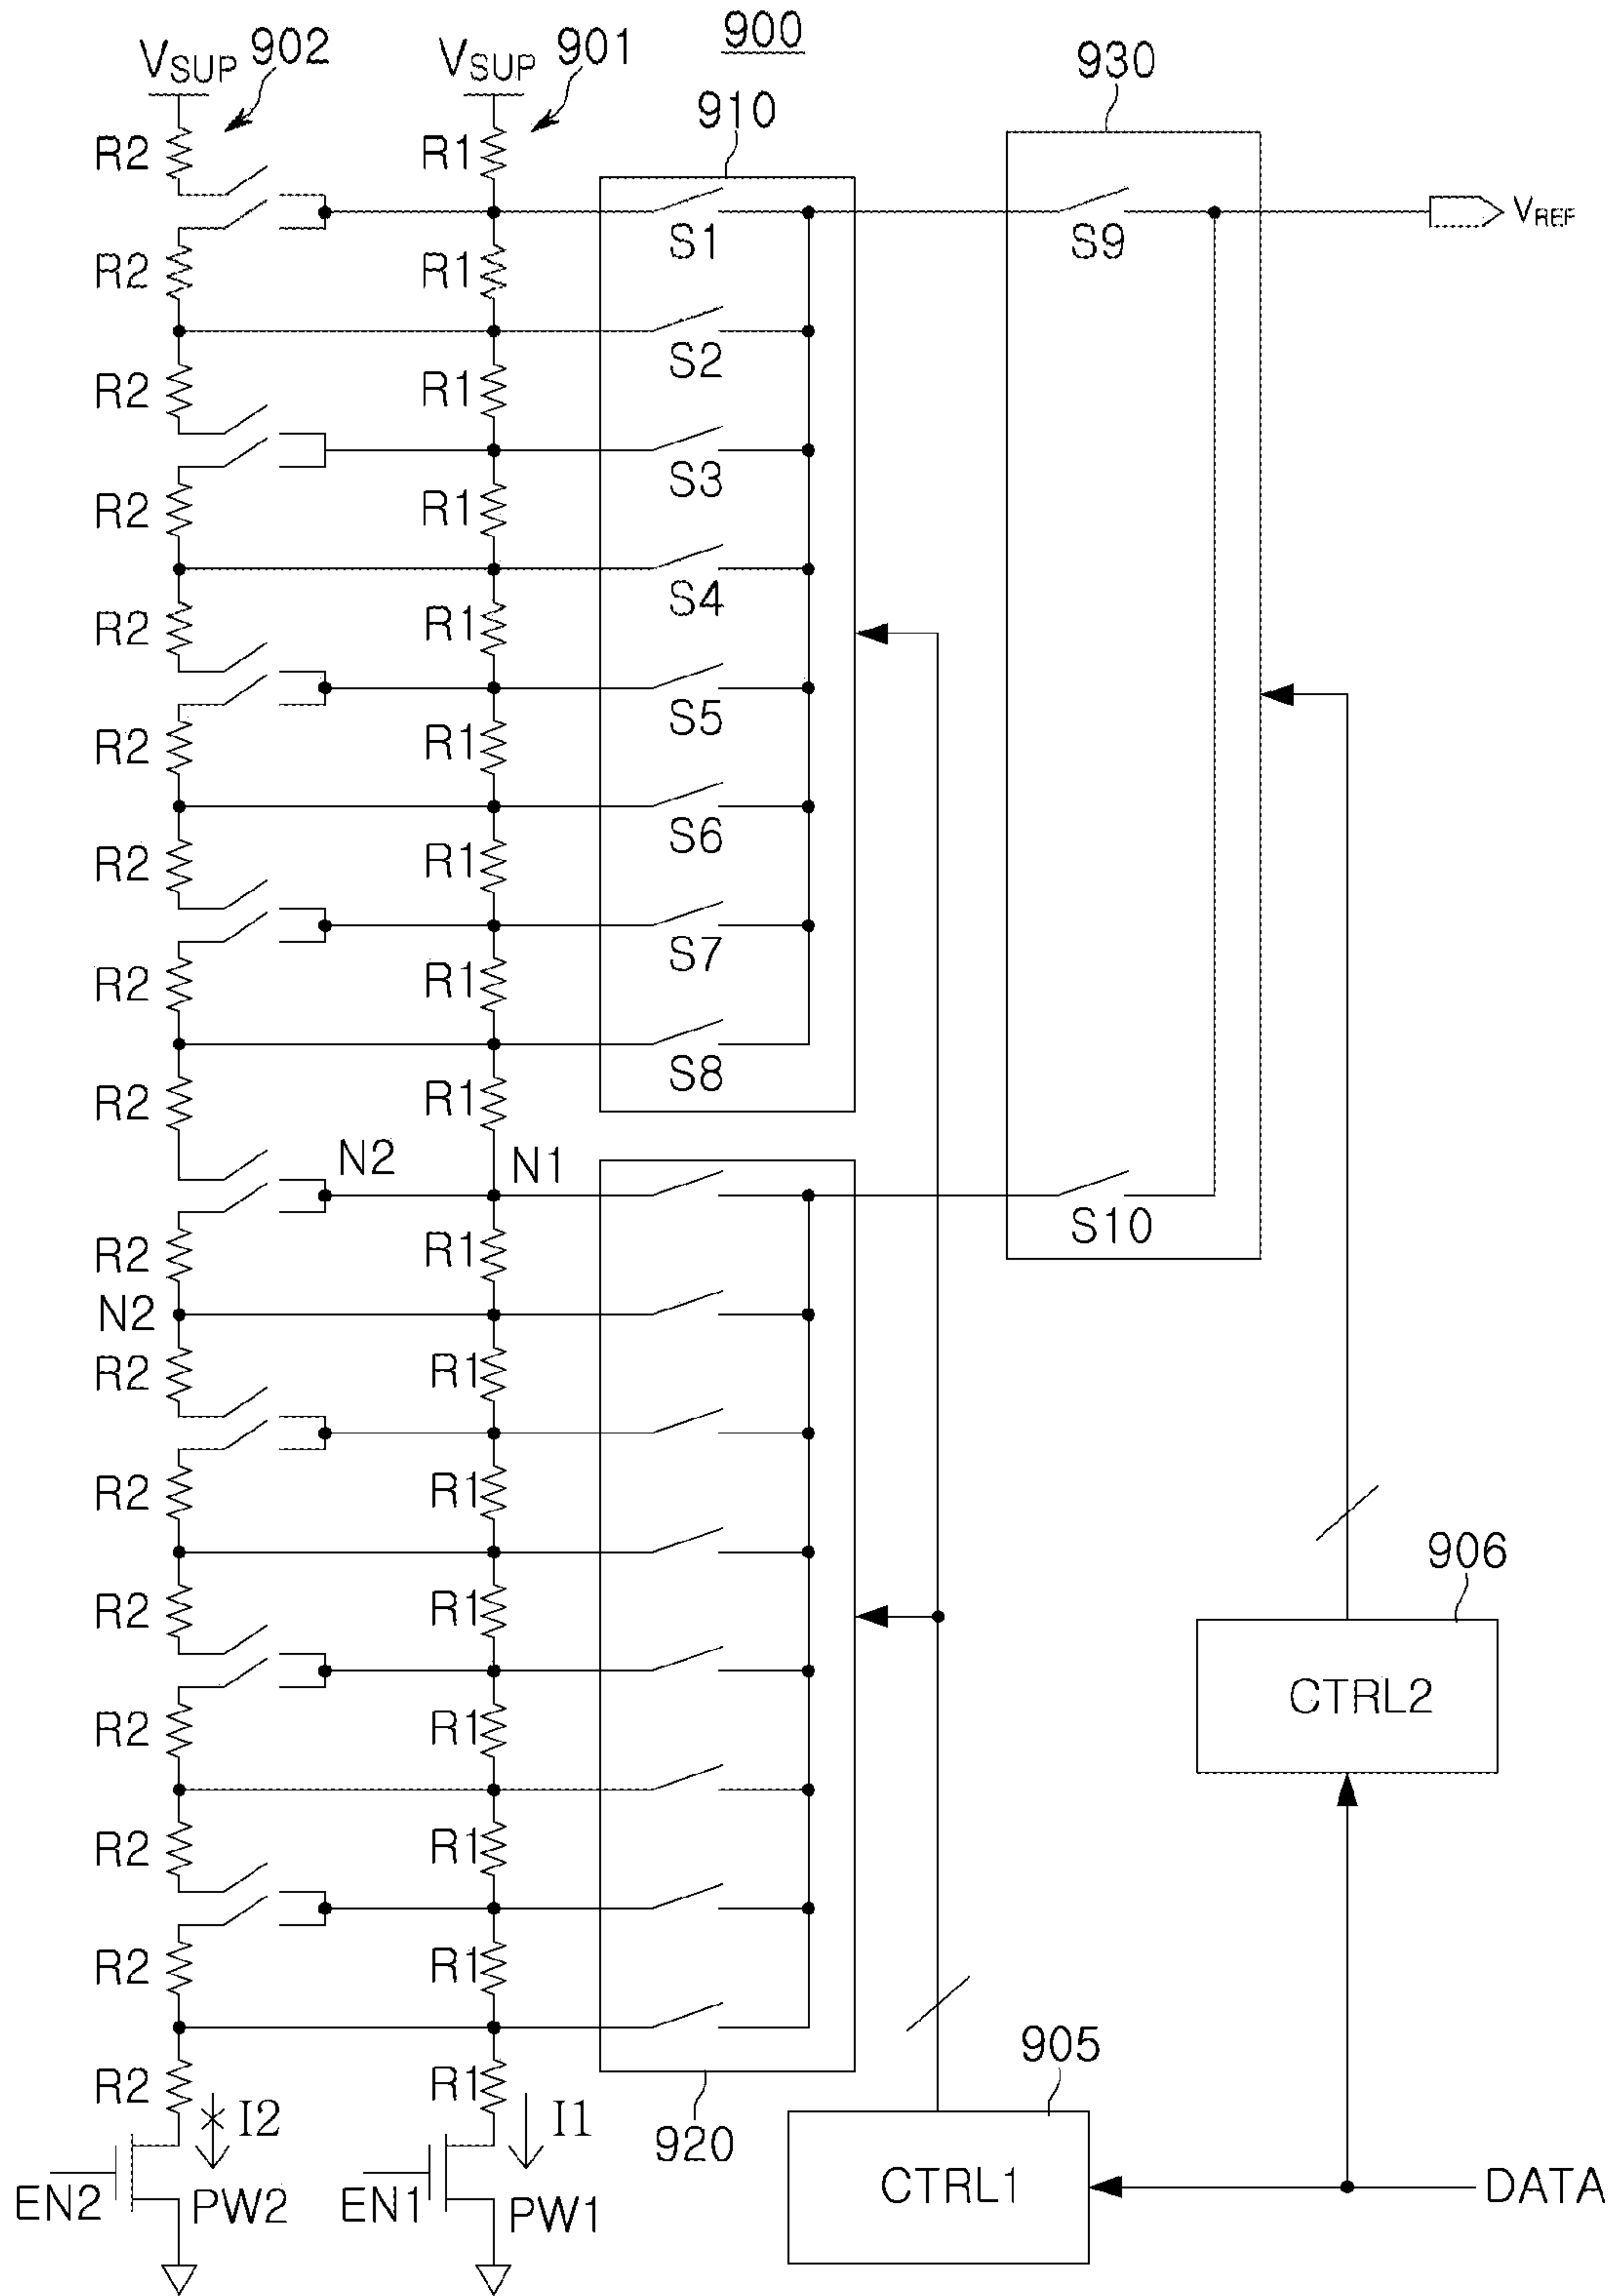 900
V_SUP 902
V_SUP 901
910
930
R2 R1
S1 S9 V_REF
R2 R1
S2
R2 R1
S3
R2 R1
S4
R2 R1
S5
R2 R1
S6
R2 R1
S7
R2 R1
S8
R2 R1
N2 N1
S10
R2 R1
N2
R2 R1
R2 R1
906
R2 R1
CTRL2
R2 R1
R2 R1
R2 R1
905
R2 R1
I2 I1
920
EN2 PW2 EN1 PW1
CTRL1
DATA